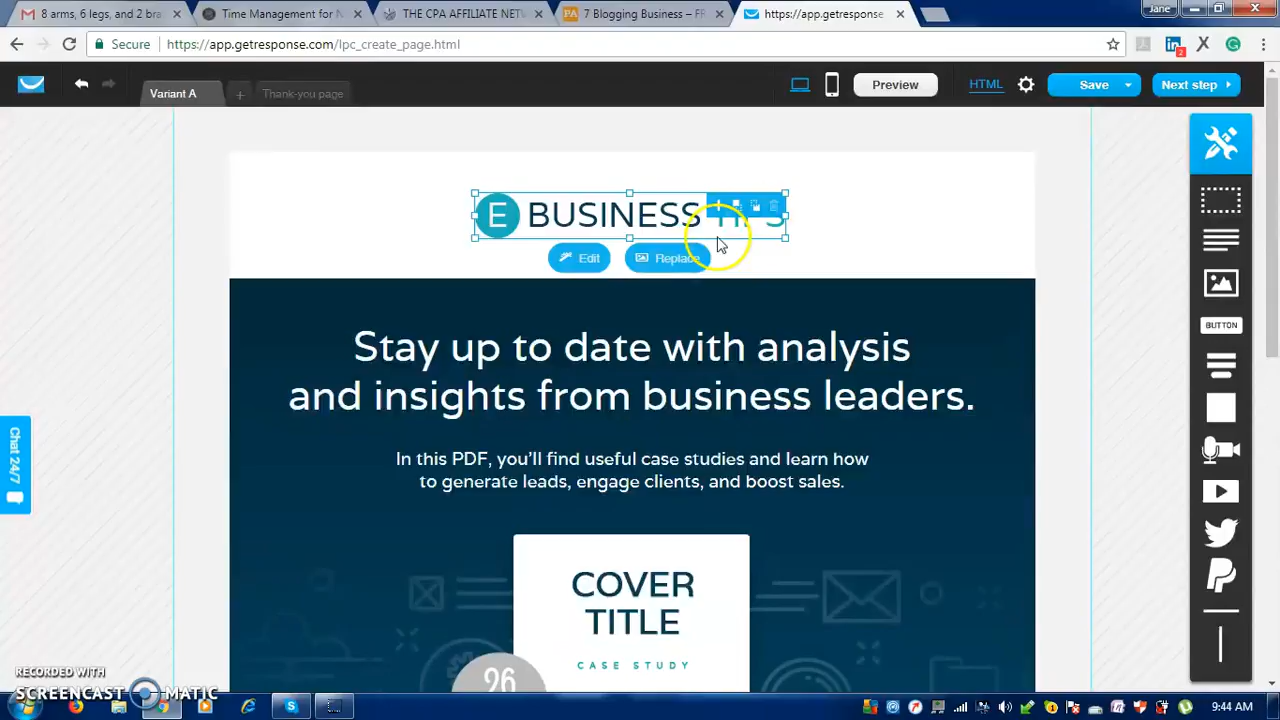 8 arms, 6 legs, and 2 bra
Time Management for N
THE CPA AFFILIATE NET
7 Blogging Business – FR
https://app.getresponse
Jane
Secure
https://app.getresponse.com/lpc_create_page.html
2
Variant A
+
Thank-you page
Preview
HTML
Save
Next step
E BUSINESS TIPS
Edit
Replace
BUTTON
Stay up to date with analysis
and insights from business leaders.
In this PDF, you'll find useful case studies and learn how
to generate leads, engage clients, and boost sales.
Chat 24/7
COVER
TITLE
CASE STUDY
26
RECORDED WITH
SCREENCAST MATIC
9:44 AM